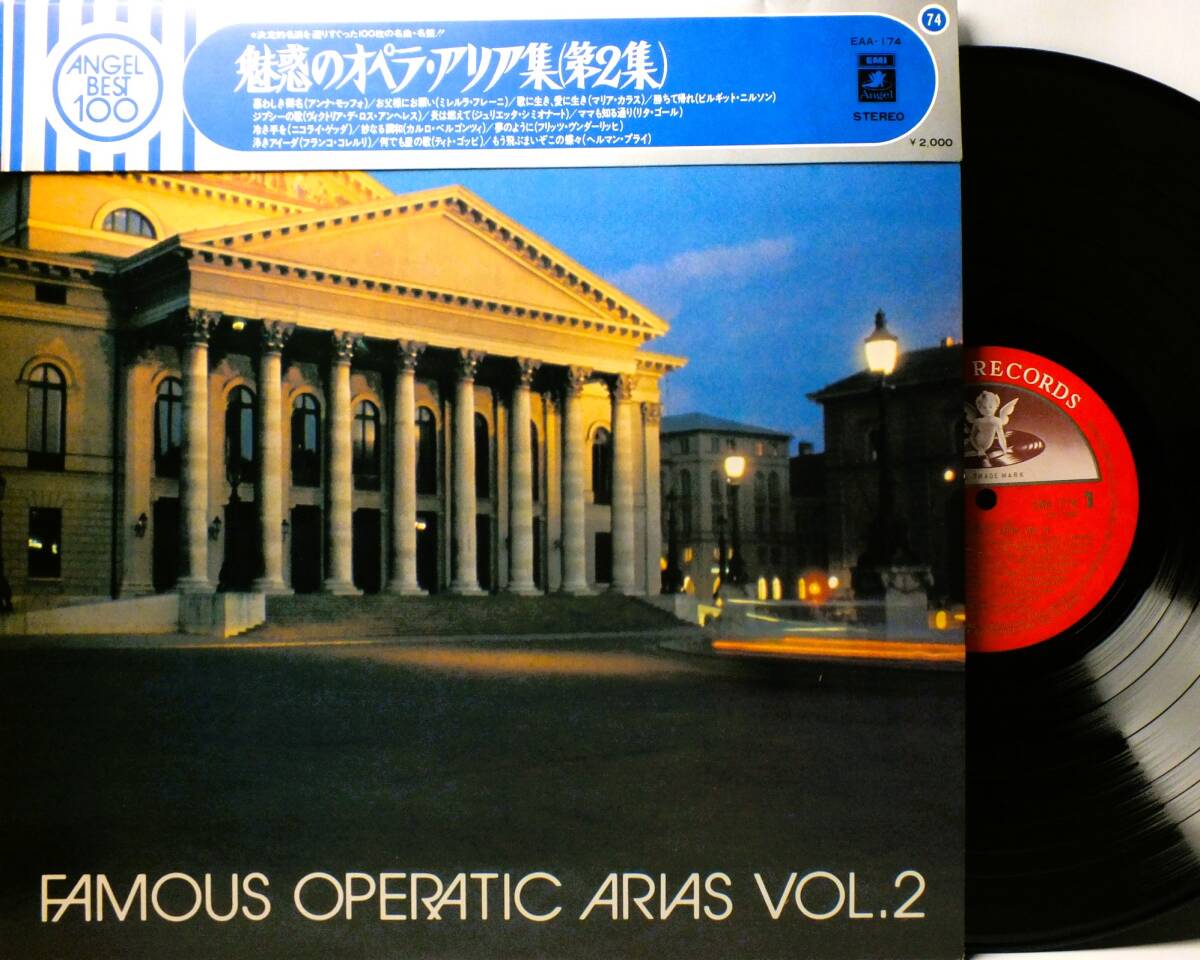 ANGEL
BEST
100
●決定的名演を選りすぐった100枚の名曲・名盤!!
74
魅惑のオペラ・アリア集(第2集)
EAA-174
EMI
Angel
STEREO
¥2,000
慕わしき御名(アンナ・モッフォ)/お父様にお願い(ミレルラ・フレーニ)/歌に生き、愛に生き(マリア・カラス)/勝ちて帰れ(ビルギット・ニルソン)
ジプシーの歌(ヴィクトリア・デ・ロス・アンヘレス)/炎は燃えて(ジュリエッタ・シミオナート)/ママも知る通り(リタ・ゴール)
冷き手を(ニコライ・ゲッダ)/妙なる調和(カルロ・ベルゴンツィ)/夢のように(フリッツ・ヴンダーリッヒ)
浄きアイーダ(フランコ・コレルリ)/何でも屋の歌(ティト・ゴッビ)/もう飛ぶまいぞこの蝶々(ヘルマン・プライ)
RECORDS
TRADE MARK
1
FAMOUS OPERATIC ARIAS VOL.2